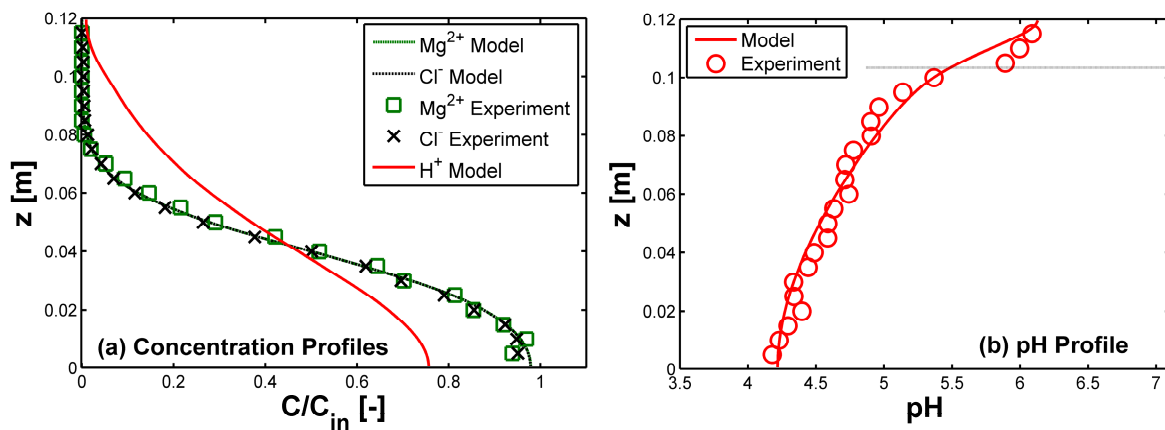 0.12
0.1
0.08
0.06
0.04
0.02
0
z [m]
Mg2+ Model
Cl- Model
Mg2+ Experiment
Cl- Experiment
H+ Model
(a) Concentration Profiles
0 0.2 0.4 0.6 0.8 1
C/Cin [-]
0.12
0.1
0.08
0.06
0.04
0.02
0
z [m]
Model
Experiment
(b) pH Profile
3.5 4 4.5 5 5.5 6 6.5 7
pH